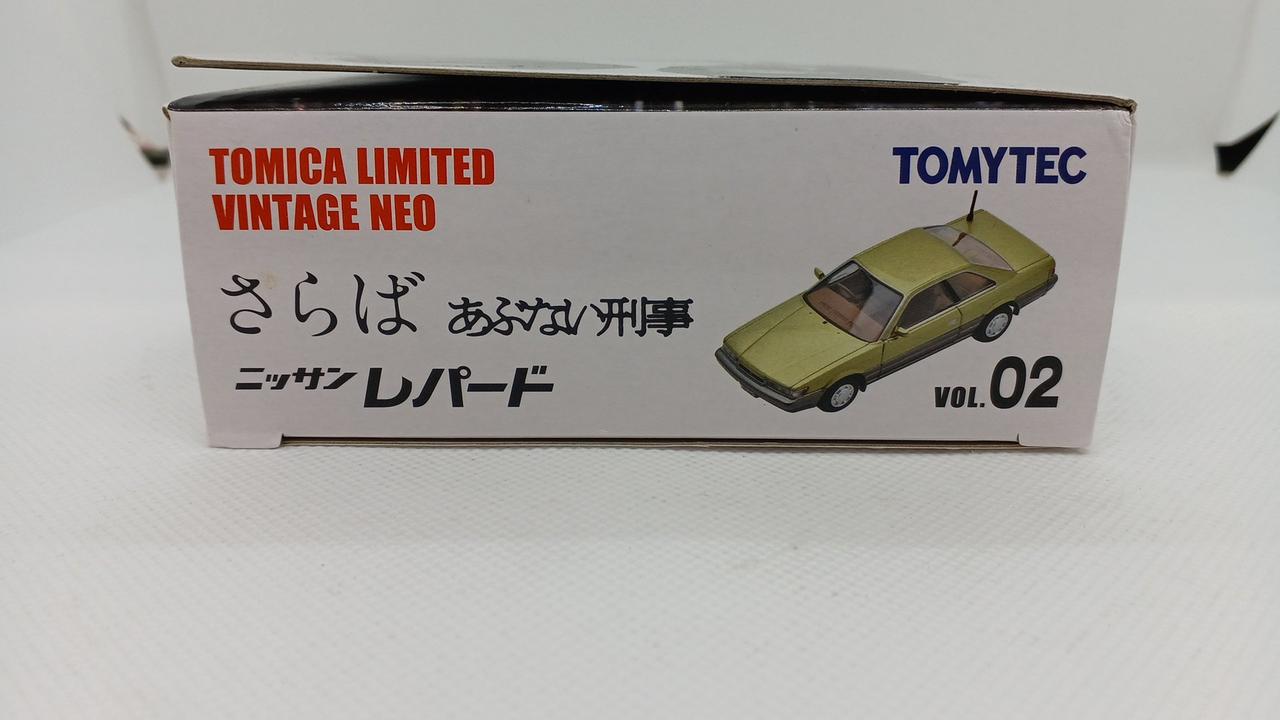 TOMICA LIMITED
VINTAGE NEO
TOMYTEC
さらば あぶない刑事
ニッサン レパード
VOL.02